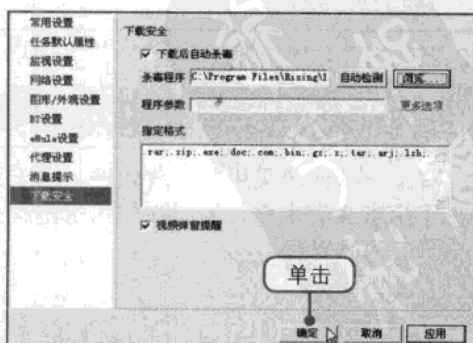 常用设置
任务默认属性
监视设置
网络设置
图形/外观设置
BT设置
eMule设置
代理设置
消息提示
下载安全
下载安全
下载后自动杀毒
杀毒程序 C:\Program Files\Rising\ 自动检测 浏览...
程序参数 更多选项
指定格式
.rar;.zip;.exe;.doc;.com;.bin;.gz;.z;.tar;.arj;.lzh;
视频弹窗提醒
单击
确定 取消 应用